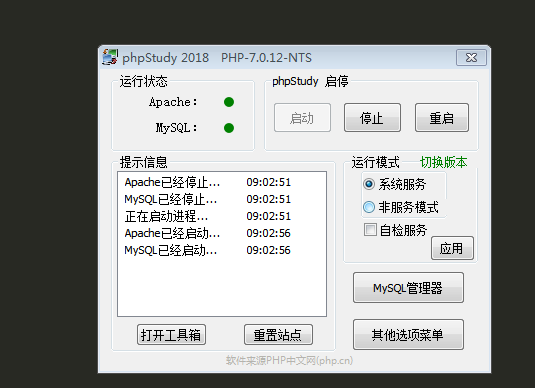 phpStudy 2018 PHP-7.0.12-NTS
运行状态
Apache:
MySQL:
phpStudy 启停
启动
停止
重启
提示信息
Apache已经停止... 09:02:51
MySQL已经停止... 09:02:51
正在启动进程... 09:02:51
Apache已经启动... 09:02:56
MySQL已经启动... 09:02:56
打开工具箱
重置站点
运行模式 切换版本
系统服务
非服务模式
自检服务
应用
MySQL管理器
其他选项菜单
软件来源PHP中文网(php.cn)